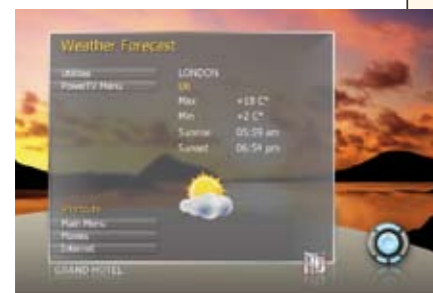 Weather Forecast
Utilities
PowerTV Menu
LONDON
UK
Max +18 C°
Min +2 C°
Sunrise 05:59 am
Sunset 06:54 pm
Shortcuts
Main Menu
Movies
Internet
GRAND HOTEL